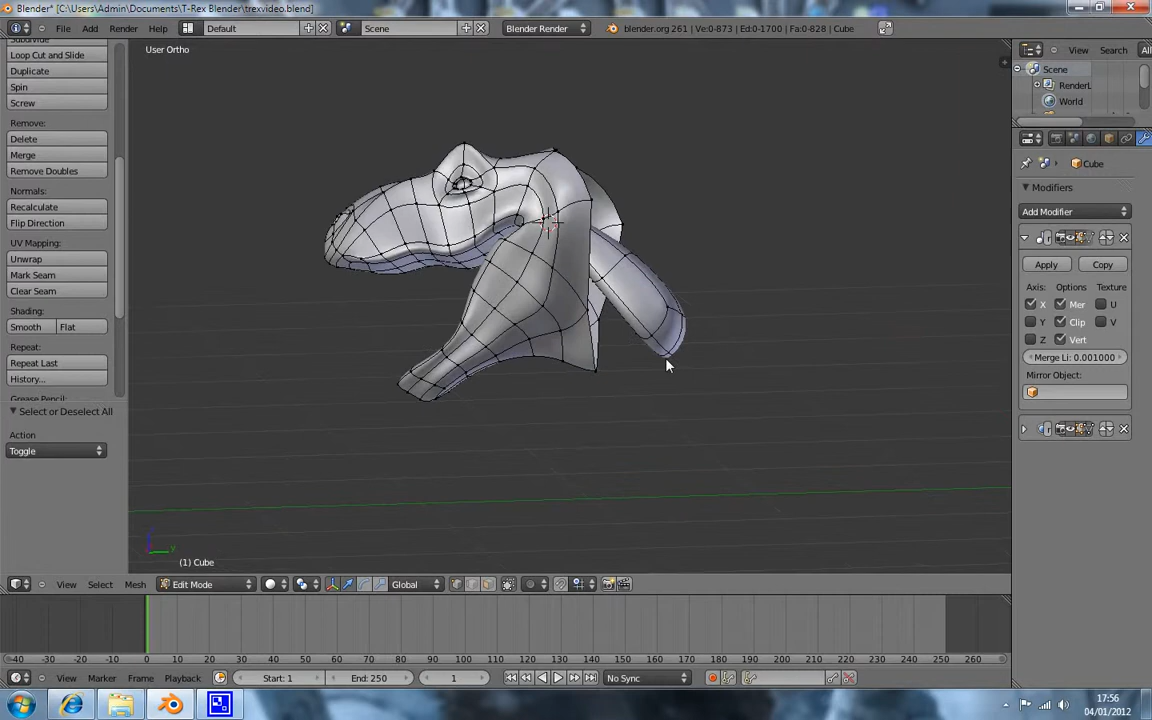 Blender* [C:\Users\Admin\Documents\T-Rex Blender\trexvideo.blend]
File Add Render Help Default Scene Blender Render blender.org 261 | Ve:0-873 | Ed:0-1700 | Fa:0-828 | Cube
View Search All
Loop Cut and Slide
Duplicate
Spin
Screw
Remove:
Delete
Merge
Remove Doubles
Normals:
Recalculate
Flip Direction
UV Mapping:
Unwrap
Mark Seam
Clear Seam
Shading:
Smooth Flat
Repeat:
Repeat Last
History...
Select or Deselect All
Action
Toggle
User Ortho
(1) Cube
Scene
RenderL
World
Cube
Modifiers
Add Modifier
Apply Copy
Axis: Options Texture
X Mer U
Y Clip V
Z Vert
Merge Li: 0.001000
Mirror Object:
View Select Mesh Edit Mode Global
-40 -30 -20 -10 0 10 20 30 40 50 60 70 80 90 100 110 120 130 140 150 160 170 180 190 200 210 220 230 240 250 260
View Marker Frame Playback Start: 1 End: 250 1 No Sync
17:56
04/01/2012